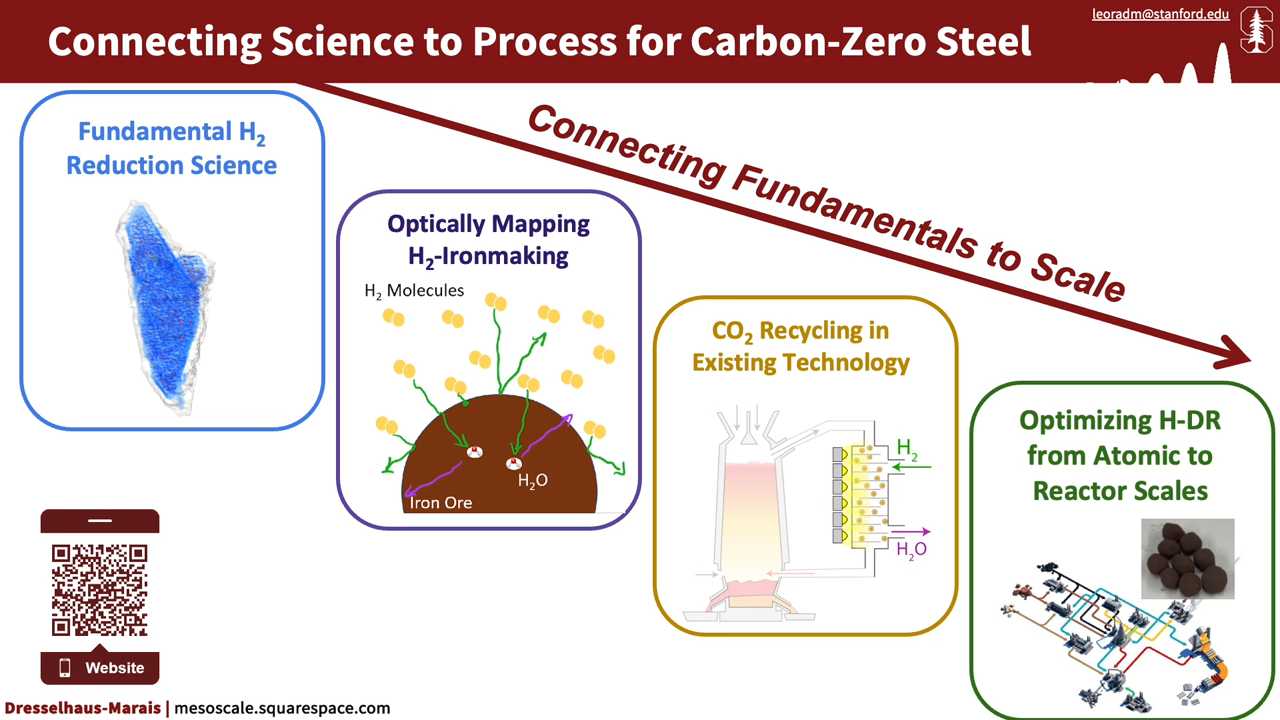 leoradm@stanford.edu
Connecting Science to Process for Carbon-Zero Steel
Connecting Fundamentals to Scale
Fundamental H₂
Reduction Science
Optically Mapping
H₂-Ironmaking
H₂ Molecules
H₂O
Iron Ore
CO₂ Recycling in
Existing Technology
H₂
H₂O
Optimizing H-DR
from Atomic to
Reactor Scales
Website
Dresselhaus-Marais | mesoscale.squarespace.com